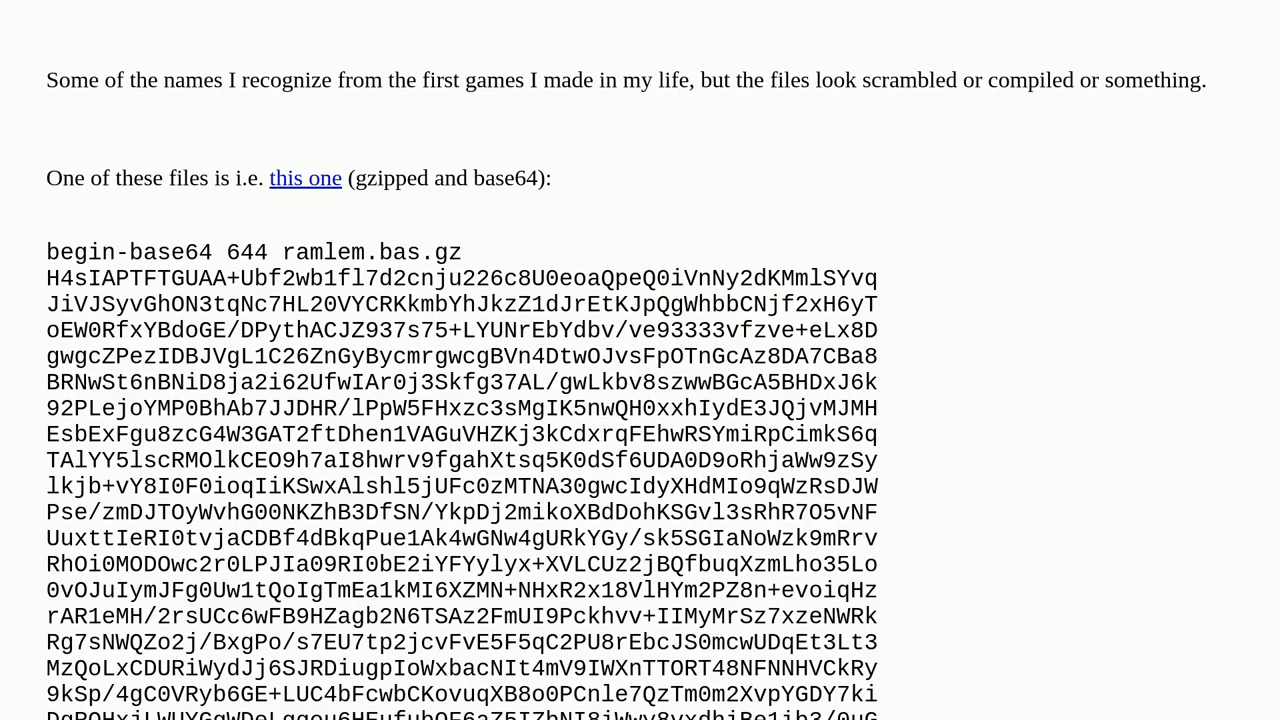 Some of the names I recognize from the first games I made in my life, but the files look scrambled or compiled or something.
One of these files is i.e. this one (gzipped and base64):
begin-base64 644 ramlem.bas.gz
H4sIAPTFTGUAA+Ubf2wb1fl7d2cnju226c8U0eoaQpeQ0iVnNy2dKMmlSYvq
JiVJSyvGhON3tqNc7HL20VYCRKkmbYhJkzZ1dJrEtKJpQgWhbbCNjf2xH6yT
oEW0RfxYBdoGE/DPythACJZ937s75+LYUNrEbYdbv/ve93333vfzve+eLx8D
gwgcZPezIDBJVgL1C26ZnGyBycmrgwcgBVn4DtwOJvsFpOTnGcAz8DA7CBa8
BRNwSt6nBNiD8ja2i62UfwIAr0j3Skfg37AL/gwLkbv8szwwBGcA5BHDxJ6k
92PLejoYMP0BhAb7JJDHR/lPpW5FHxzc3sMgIK5nwQH0xxhIydE3JQjvMJMH
EsbExFgu8zcG4W3GAT2ftDhen1VAGuVHZKj3kCdxrqFEhwRSYmiRpCimkS6q
TAlYY5lscRMOlkCEO9h7aI8hwrv9fgahXtsq5K0dSf6UDA0D9oRhjaWw9zSy
lkjb+vY8I0F0ioqIiKSwxAlshl5jUFc0zMTNA30gwcIdyXHdMIo9qWzRsDJW
Pse/zmDJTOyWvhG00NKZhB3DfSN/YkpDj2mikoXBdDohKSGvl3sRhR7O5vNF
UuxttIeRI0tvjaCDBf4dBkqPue1Ak4wGNw4gURkYGy/sk5SGIaNoWzk9mRrv
RhOi0MODOwc2r0LPJIa09RI0bE2iYFYylyx+XVLCUz2jBQfbuqXzmLho35Lo
0vOJuIymJFg0Uw1tQoIgTmEa1kMI6XZMN+NHxR2x18VlHYm2PZ8n+evoiqHz
rAR1eMH/2rsUCc6wFB9HZagb2N6TSAz2FmUI9Pckhvv+IIMyMrSz7xzeNWRk
Rg7sNWQZo2j/BxgPo/s7EU7tp2jcvFvE5F5qC2PU8rEbcJS0mcwUDqEt3Lt3
MzQoLxCDURiWydJj6SJRDiugpIoWxbacNIt4mV9IWXnTTORT48NFNNHVCkRy
9kSp/4gC0VRyb6GE+LUC4bFcwbCKovuqXB8o0PCnle7QzTm0m2XvpYGDY7ki